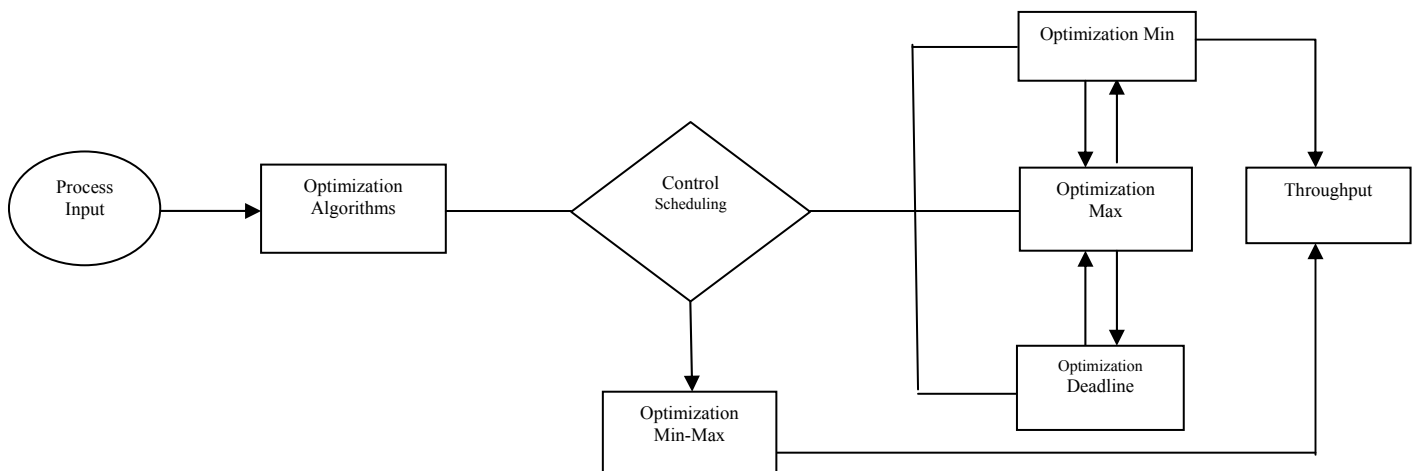 Process
Input
Optimization
Algorithms
Control
Scheduling
Optimization Min
Optimization
Max
Throughput
Optimization
Deadline
Optimization
Min-Max